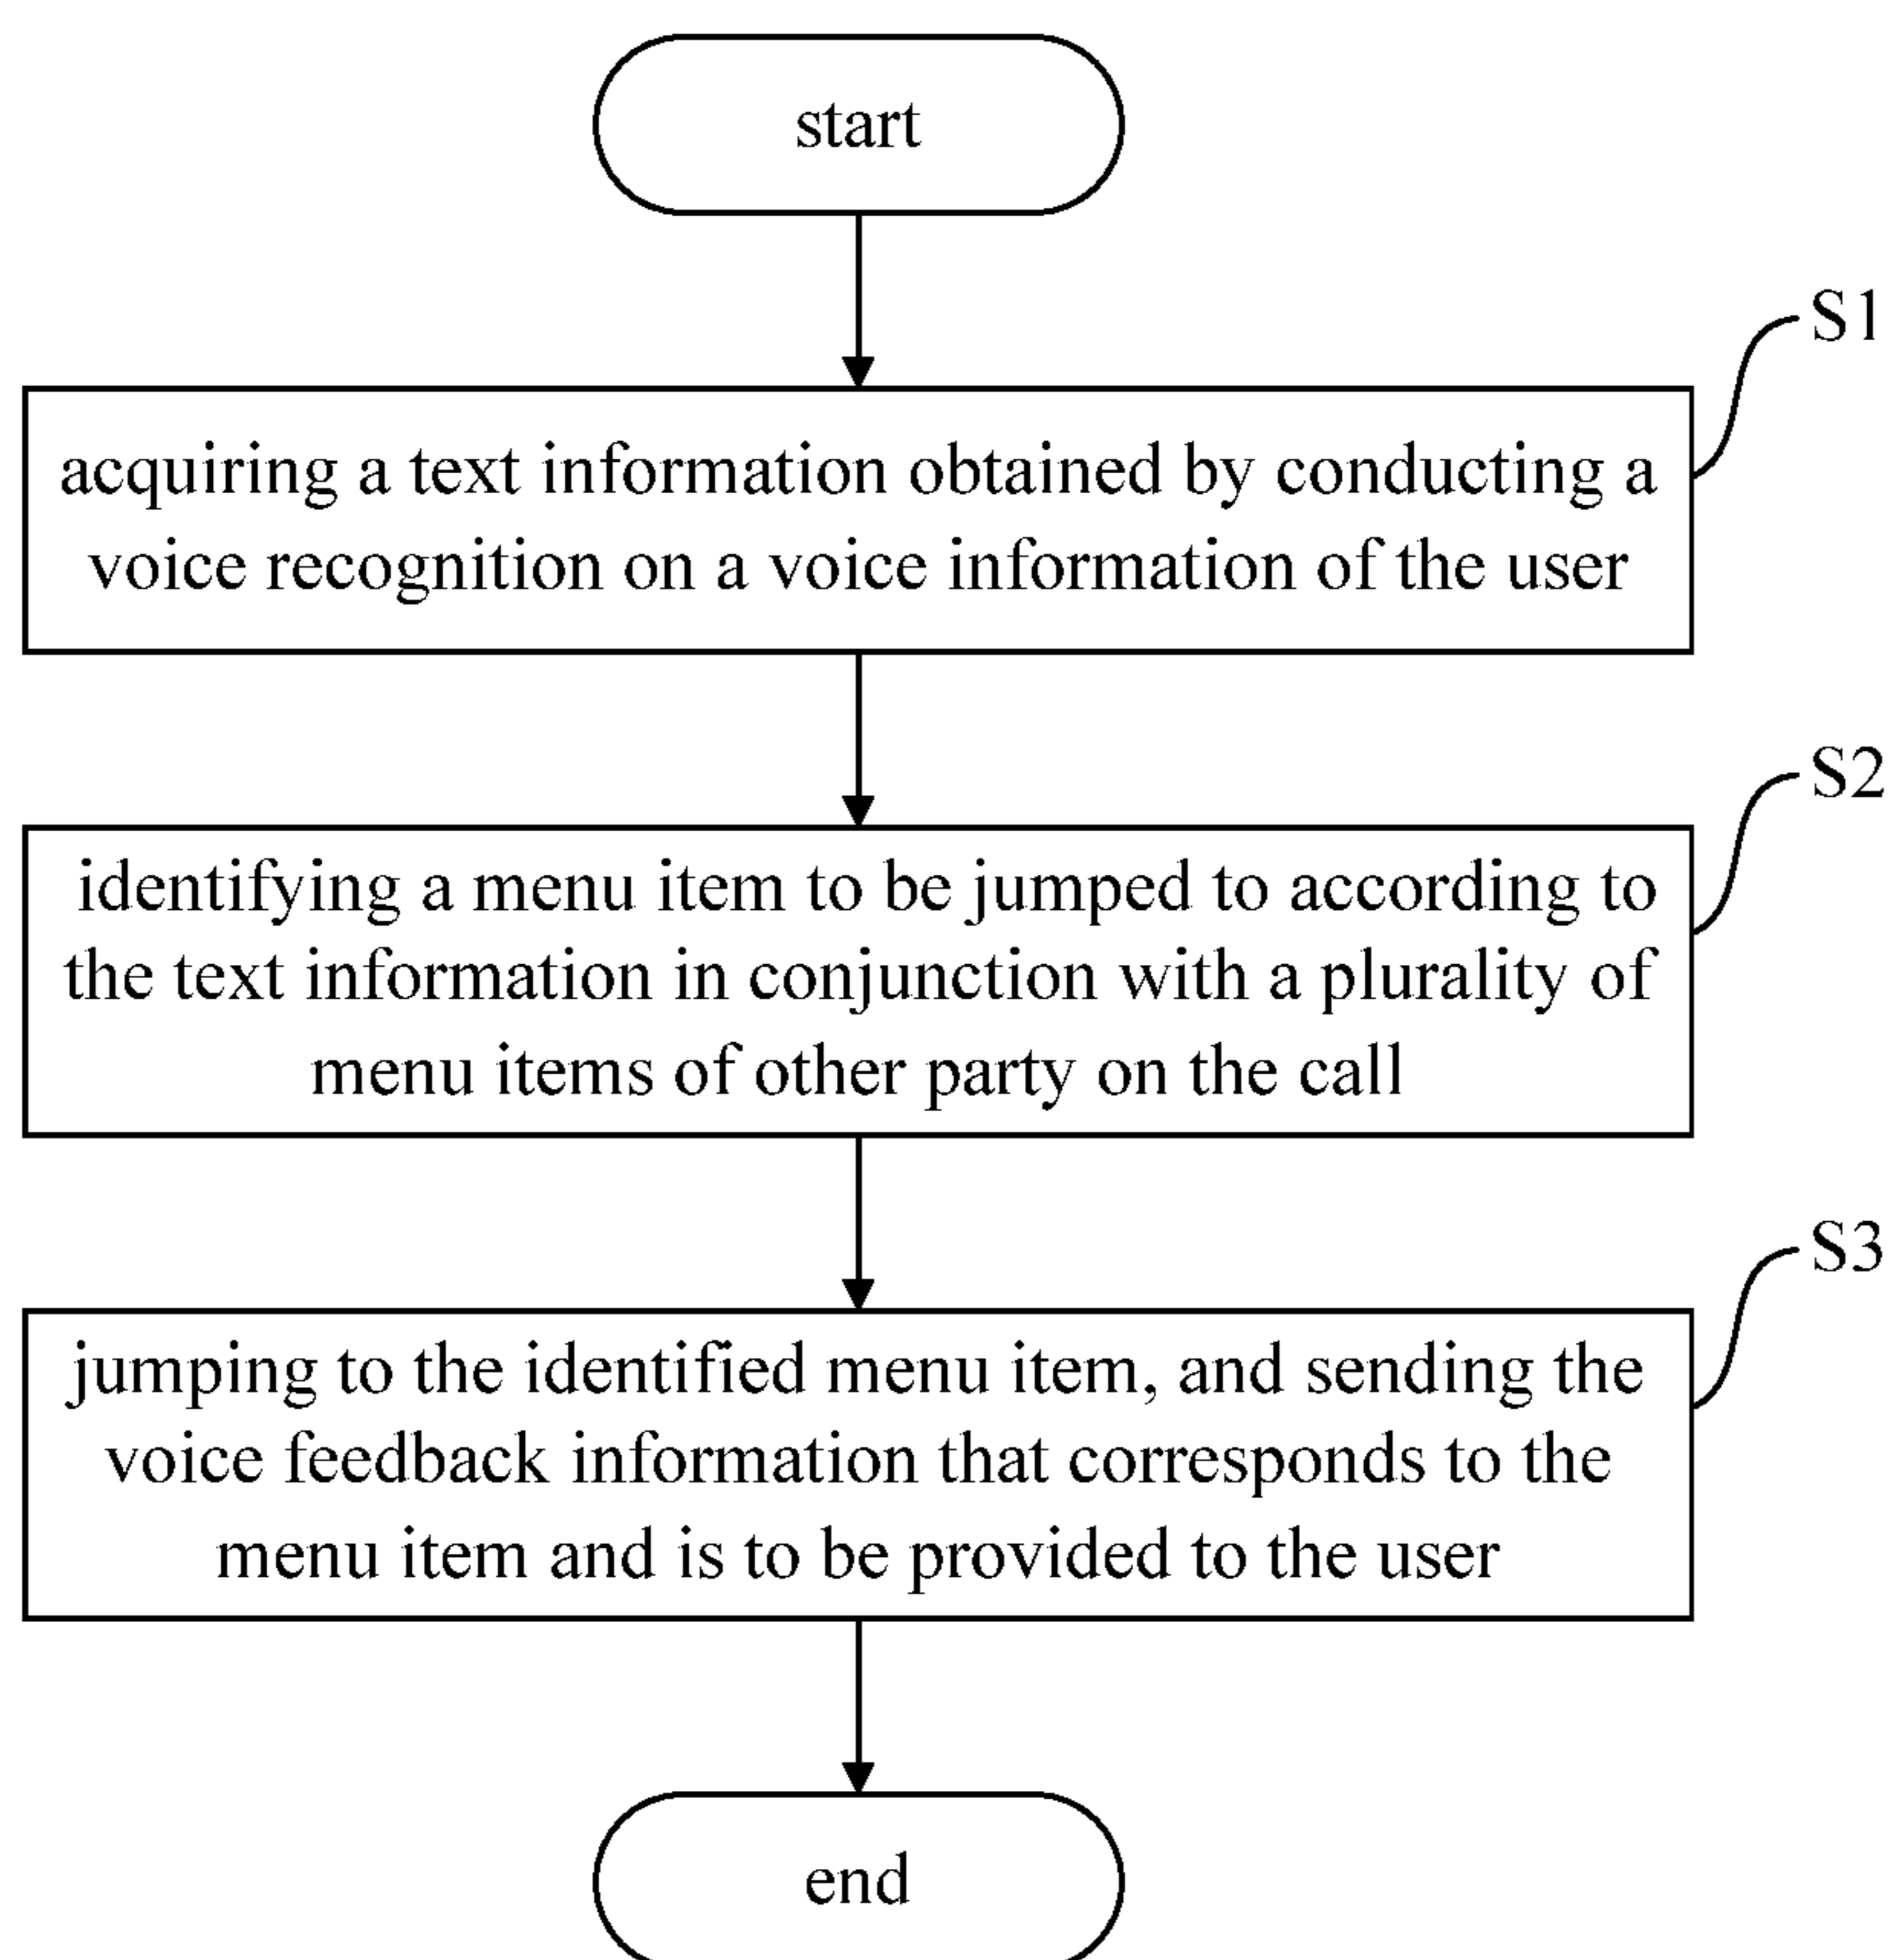 start
S1
acquiring a text information obtained by conducting a
voice recognition on a voice information of the user
S2
identifying a menu item to be jumped to according to
the text information in conjunction with a plurality of
menu items of other party on the call
S3
jumping to the identified menu item, and sending the
voice feedback information that corresponds to the
menu item and is to be provided to the user
end